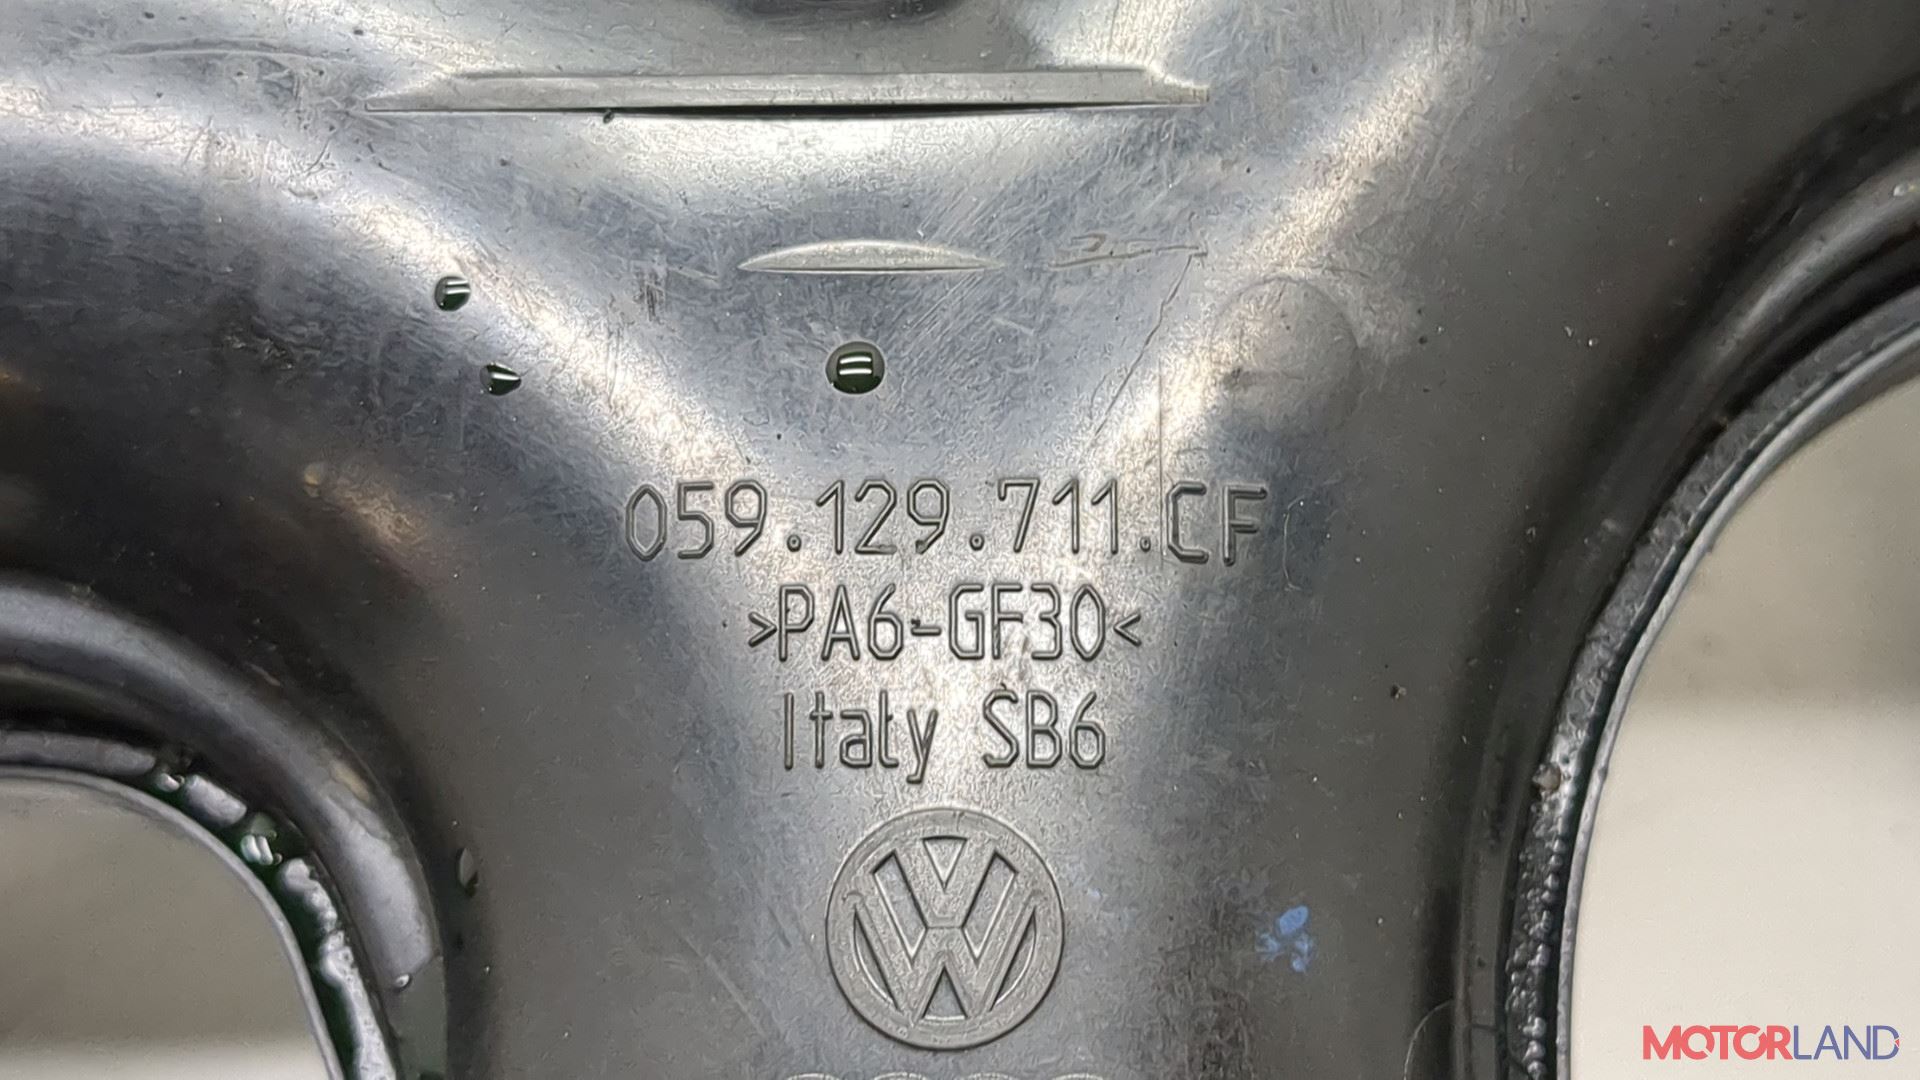 059.129.711.CF
>PA6-GF30<
Italy SB6
VW
MOTORLAND